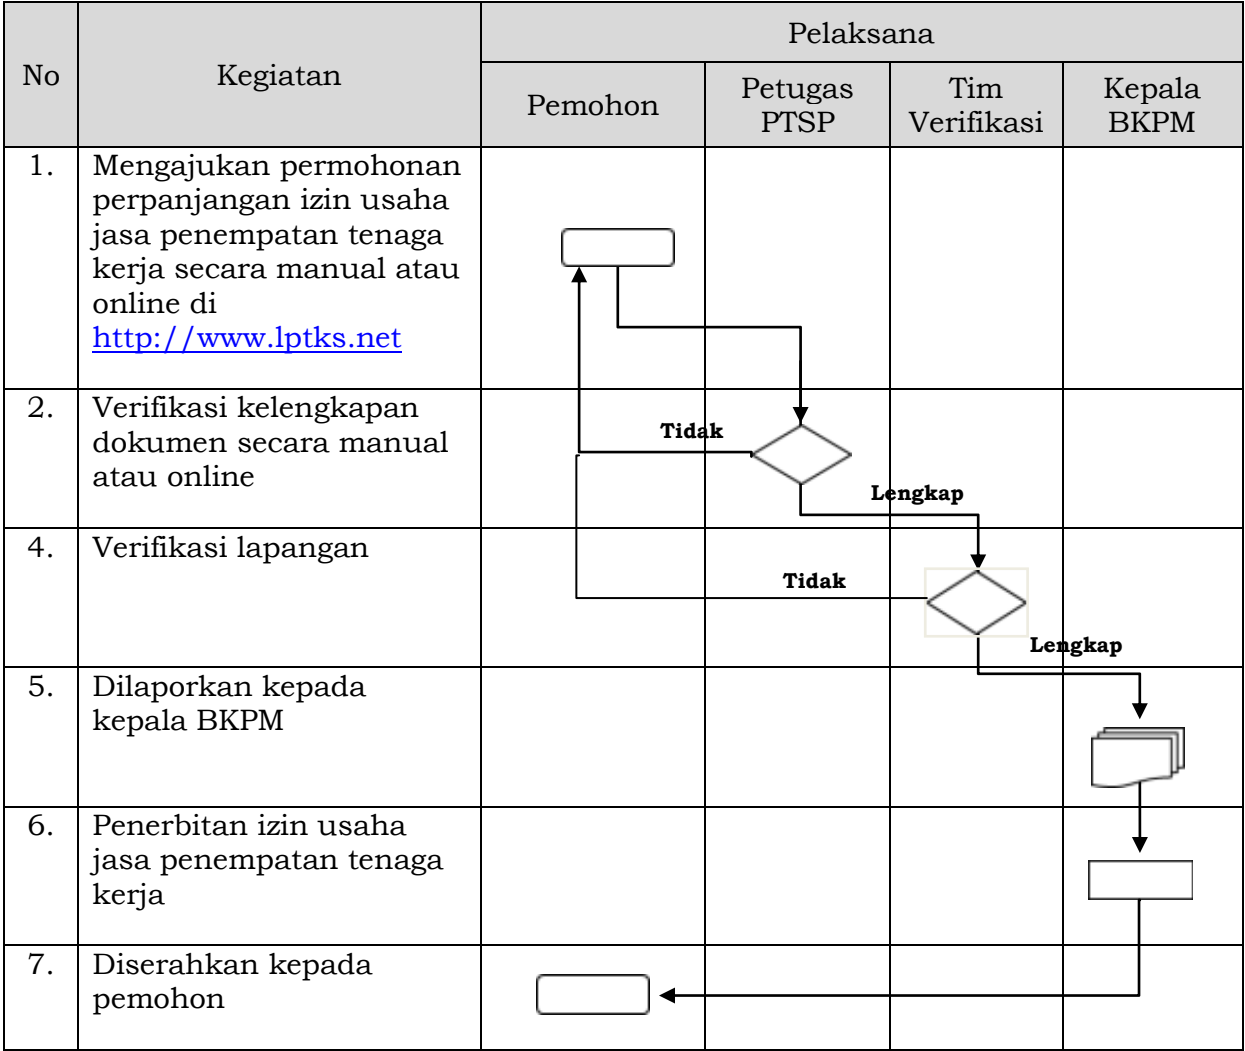 No
Kegiatan
Pelaksana
Pemohon
Petugas
PTSP
Tim
Verifikasi
Kepala
BKPM
1.
Mengajukan permohonan
perpanjangan izin usaha
jasa penempatan tenaga
kerja secara manual atau
online di
http://www.lptks.net
2.
Verifikasi kelengkapan
dokumen secara manual
atau online
Tidak
Lengkap
4.
Verifikasi lapangan
Tidak
Lengkap
5.
Dilaporkan kepada
kepala BKPM
6.
Penerbitan izin usaha
jasa penempatan tenaga
kerja
7.
Diserahkan kepada
pemohon